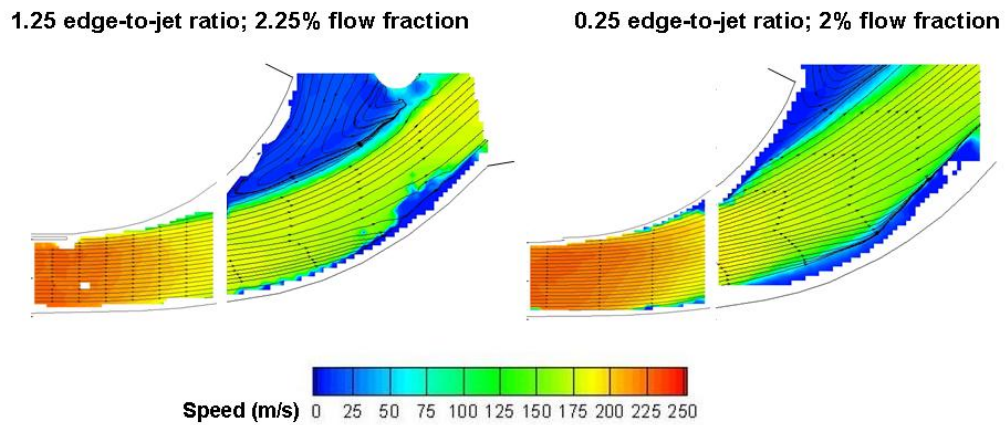 1.25 edge-to-jet ratio; 2.25% flow fraction
0.25 edge-to-jet ratio; 2% flow fraction
Speed (m/s) 0 25 50 75 100 125 150 175 200 225 250